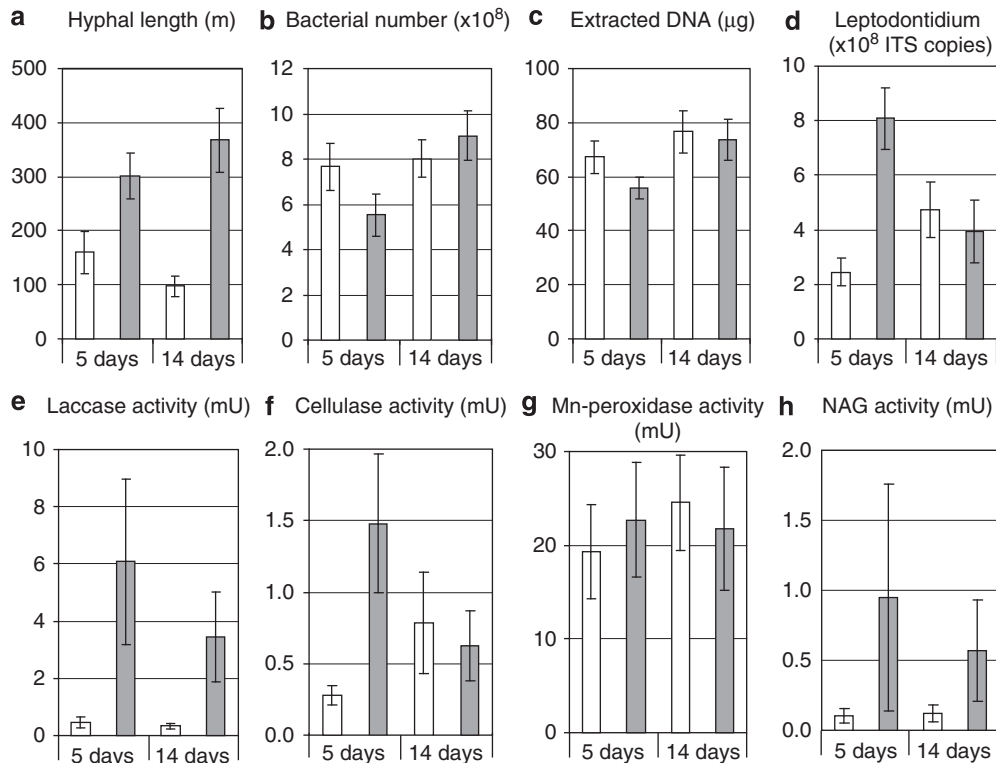 a Hyphal length (m)
500
400
300
200
100
0
5 days 14 days
b Bacterial number (x10⁸)
12
10
8
6
4
2
0
5 days 14 days
c Extracted DNA (µg)
100
80
60
40
20
0
5 days 14 days
d Leptodontidium
(x10⁸ ITS copies)
10
8
6
4
2
0
5 days 14 days
e Laccase activity (mU)
10
8
6
4
2
0
5 days 14 days
f Cellulase activity (mU)
2.0
1.5
1.0
0.5
0.0
5 days 14 days
g Mn-peroxidase activity
(mU)
30
20
10
0
5 days 14 days
h NAG activity (mU)
2.0
1.5
1.0
0.5
0.0
5 days 14 days